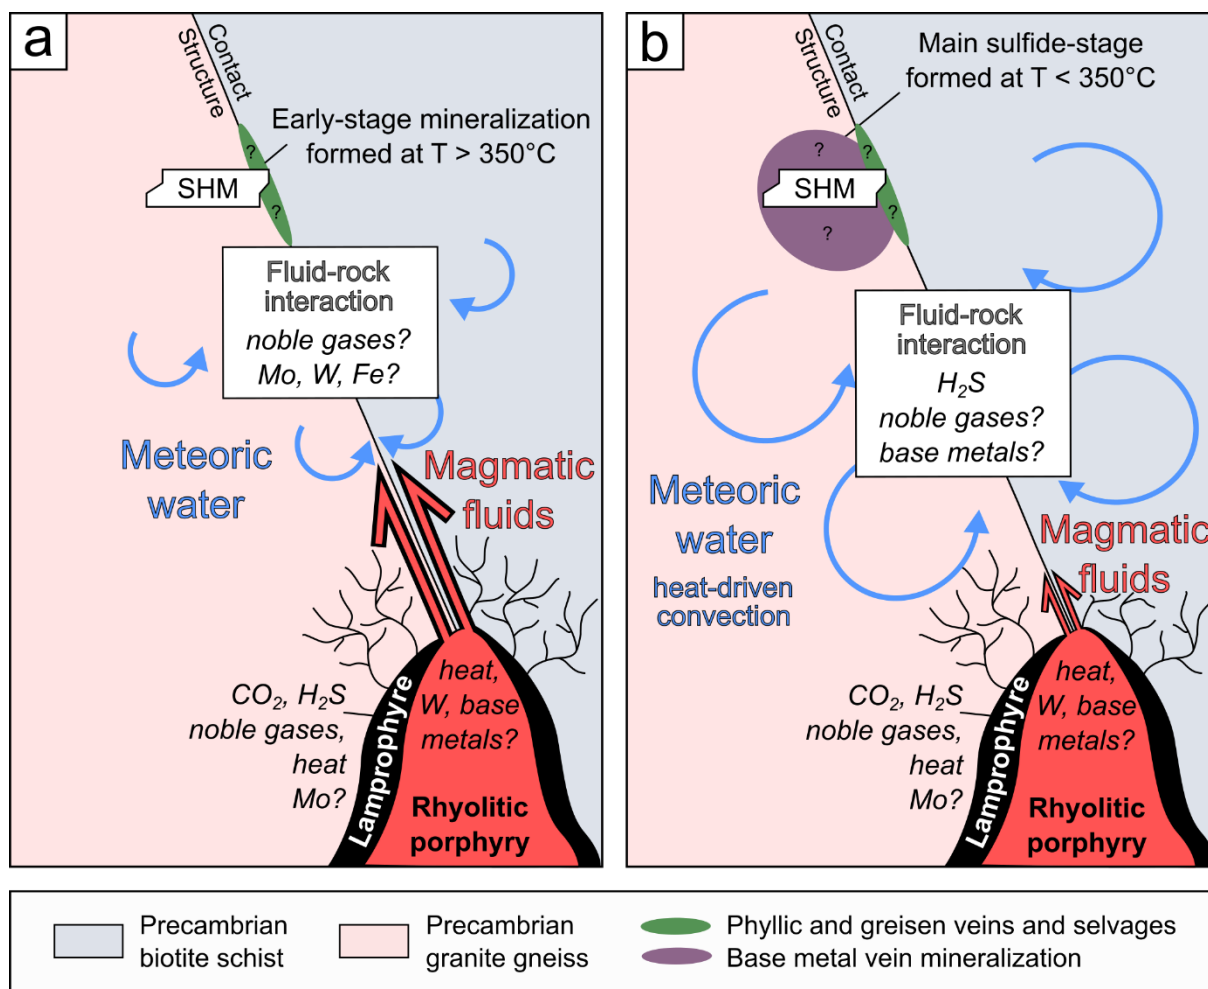 a
Contact
Structure
Early-stage mineralization
formed at T > 350°C
?
SHM
?
Fluid-rock
interaction
noble gases?
Mo, W, Fe?
Meteoric
water
Magmatic
fluids
CO₂, H₂S
noble gases,
heat
Mo?
Lamprophyre
heat,
W, base
metals?
Rhyolitic
porphyry
b
Contact
Structure
Main sulfide-stage
formed at T < 350°C
?
?
SHM
?
?
Fluid-rock
interaction
H₂S
noble gases?
base metals?
Meteoric
water
heat-driven
convection
Magmatic
fluids
CO₂, H₂S
noble gases,
heat
Mo?
Lamprophyre
heat,
W, base
metals?
Rhyolitic
porphyry
Precambrian
biotite schist
Precambrian
granite gneiss
Phyllic and greisen veins and selvages
Base metal vein mineralization